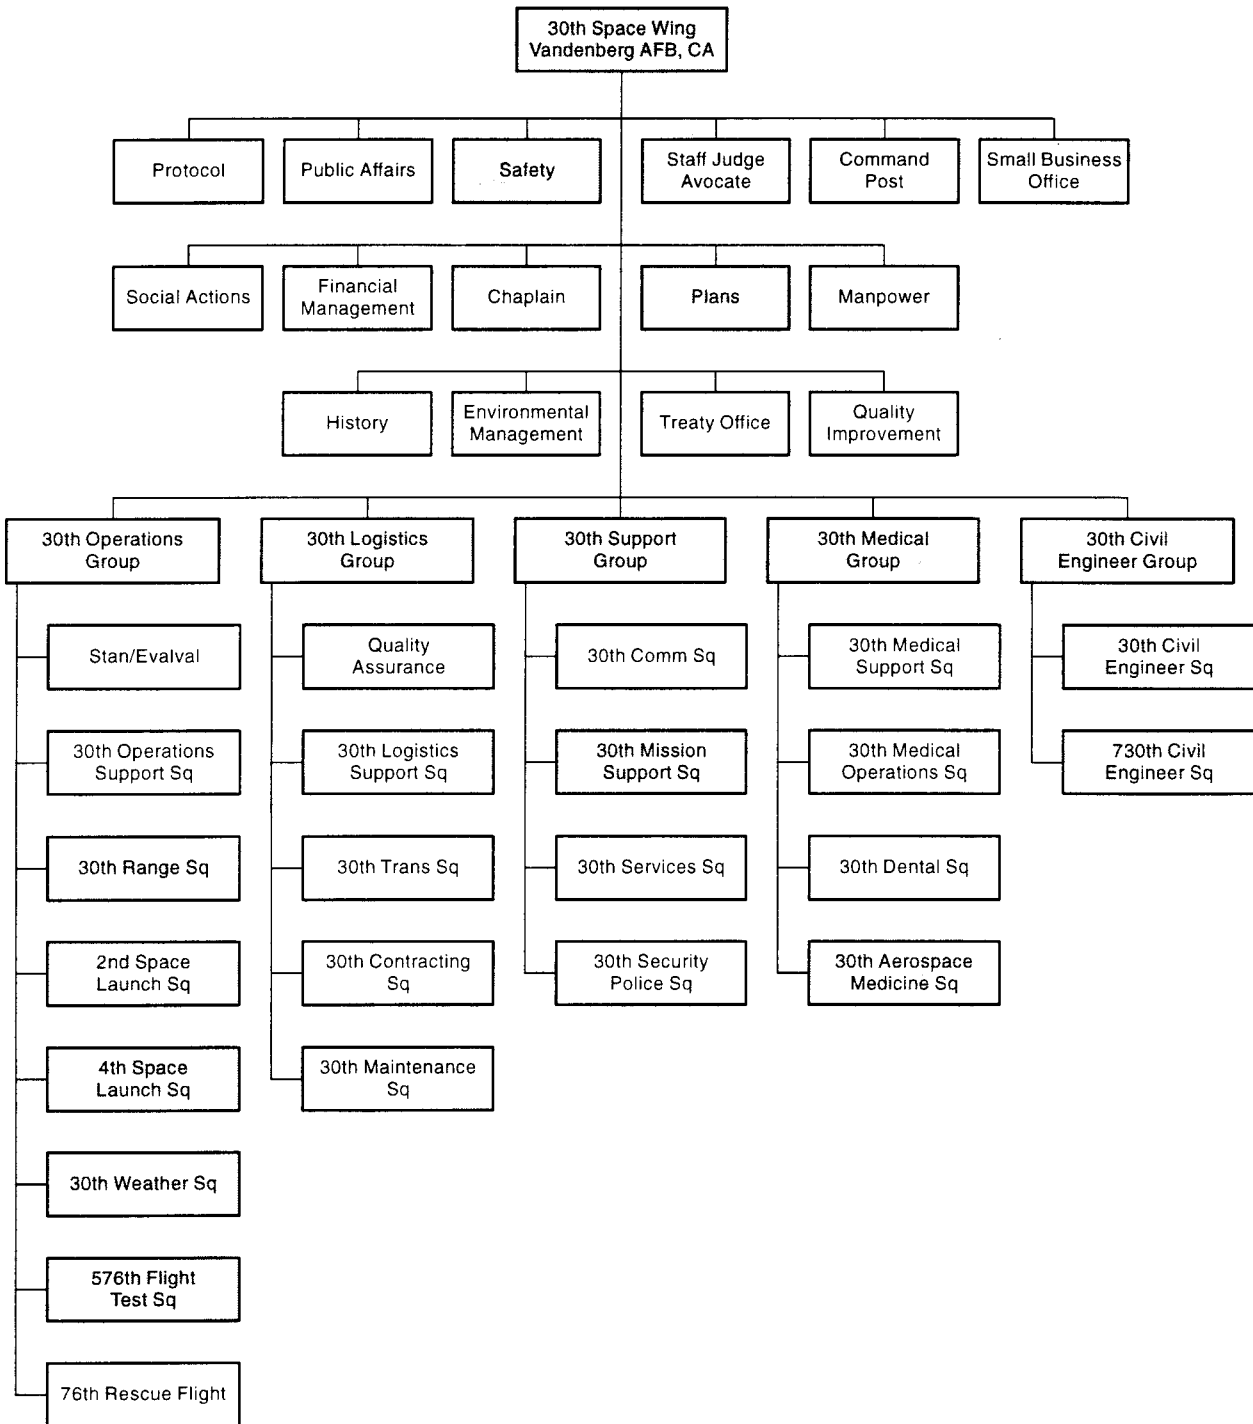 30th Space Wing
Vandenberg AFB, CA
Protocol
Public Affairs
Safety
Staff Judge
Avocate
Command
Post
Small Business
Office
Social Actions
Financial
Management
Chaplain
Plans
Manpower
History
Environmental
Management
Treaty Office
Quality
Improvement
30th Operations
Group
30th Logistics
Group
30th Support
Group
30th Medical
Group
30th Civil
Engineer Group
Stan/Evalval
30th Operations
Support Sq
30th Range Sq
2nd Space
Launch Sq
4th Space
Launch Sq
30th Weather Sq
576th Flight
Test Sq
76th Rescue Flight
Quality
Assurance
30th Logistics
Support Sq
30th Trans Sq
30th Contracting
Sq
30th Maintenance
Sq
30th Comm Sq
30th Mission
Support Sq
30th Services Sq
30th Security
Police Sq
30th Medical
Support Sq
30th Medical
Operations Sq
30th Dental Sq
30th Aerospace
Medicine Sq
30th Civil
Engineer Sq
730th Civil
Engineer Sq